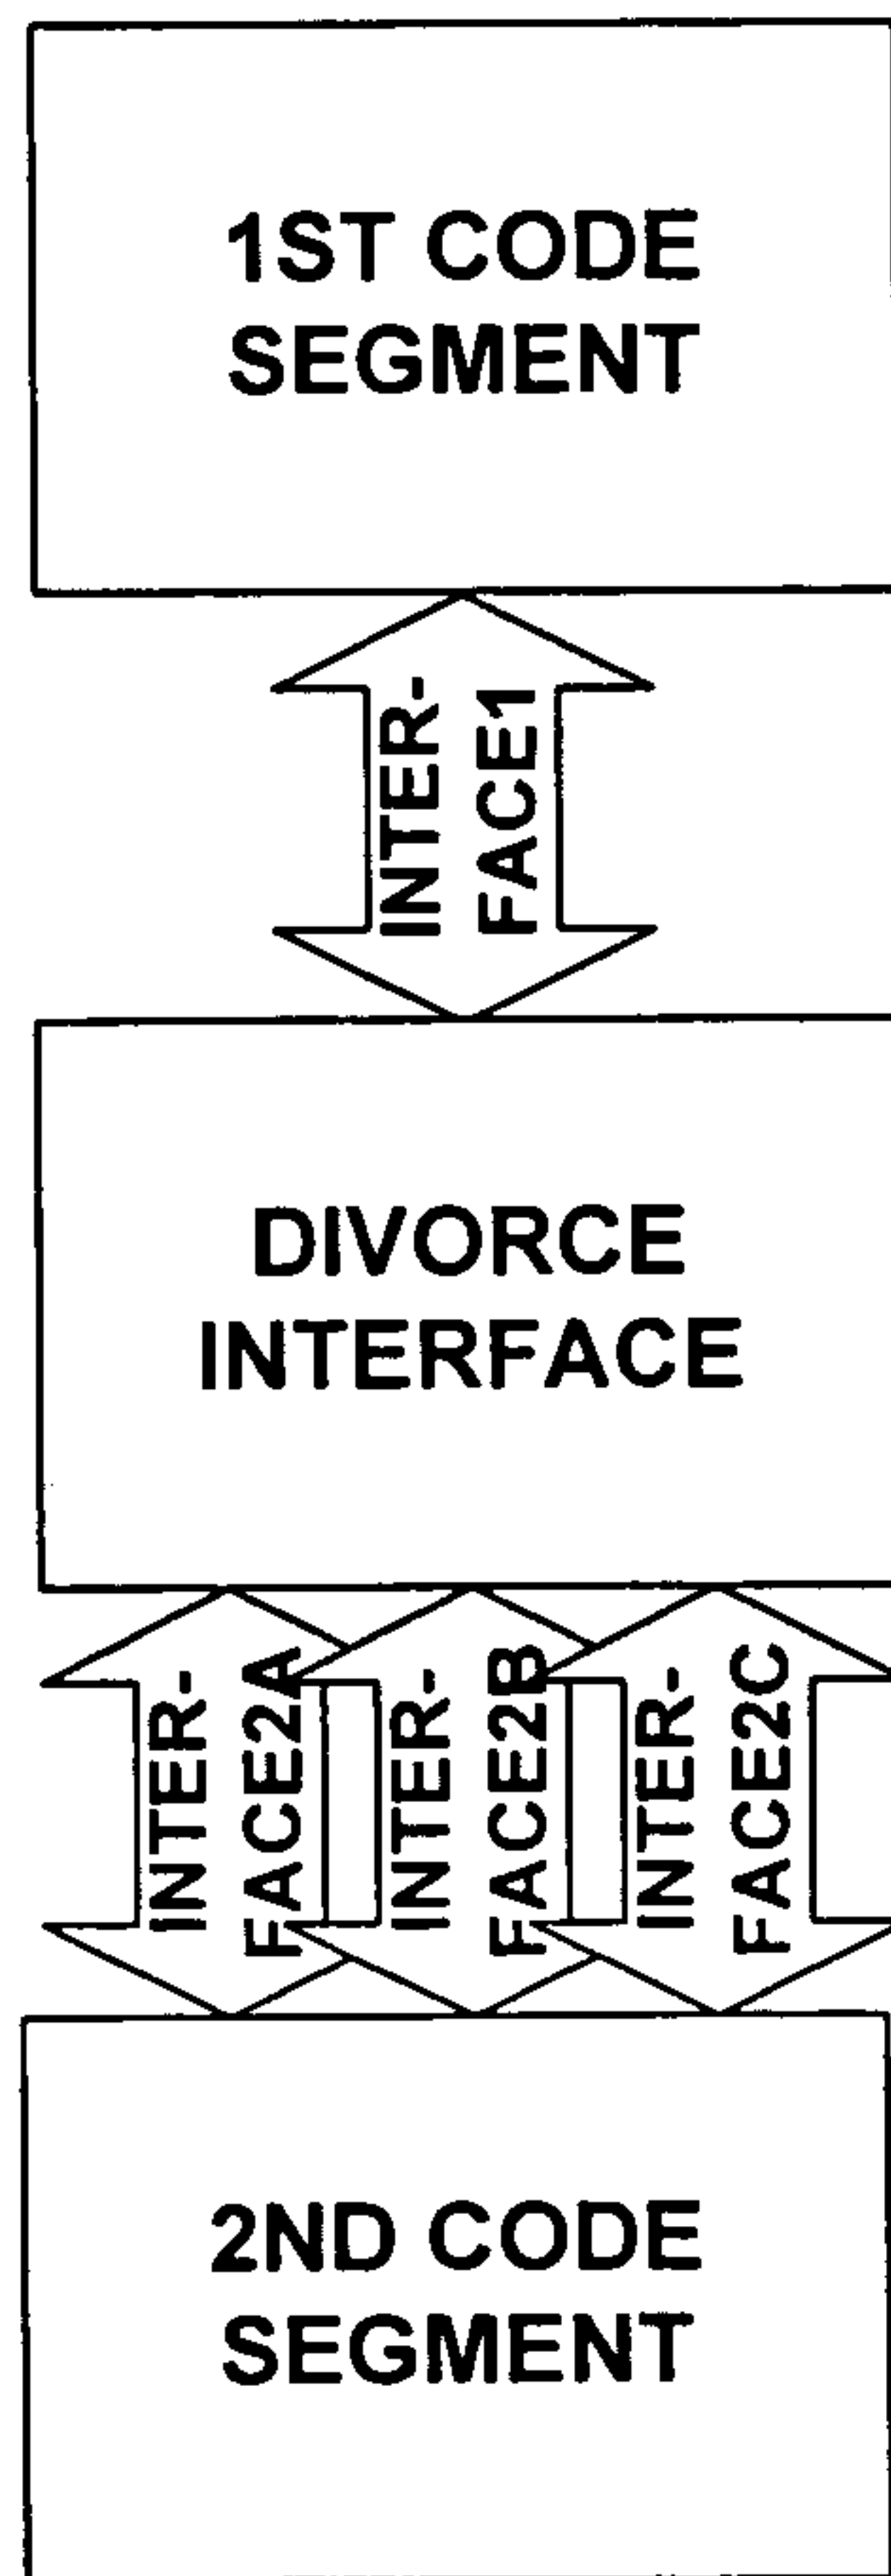 1ST CODE
SEGMENT
INTER-
FACE1
DIVORCE
INTERFACE
INTER-
FACE2A
INTER-
FACE2B
INTER-
FACE2C
2ND CODE
SEGMENT